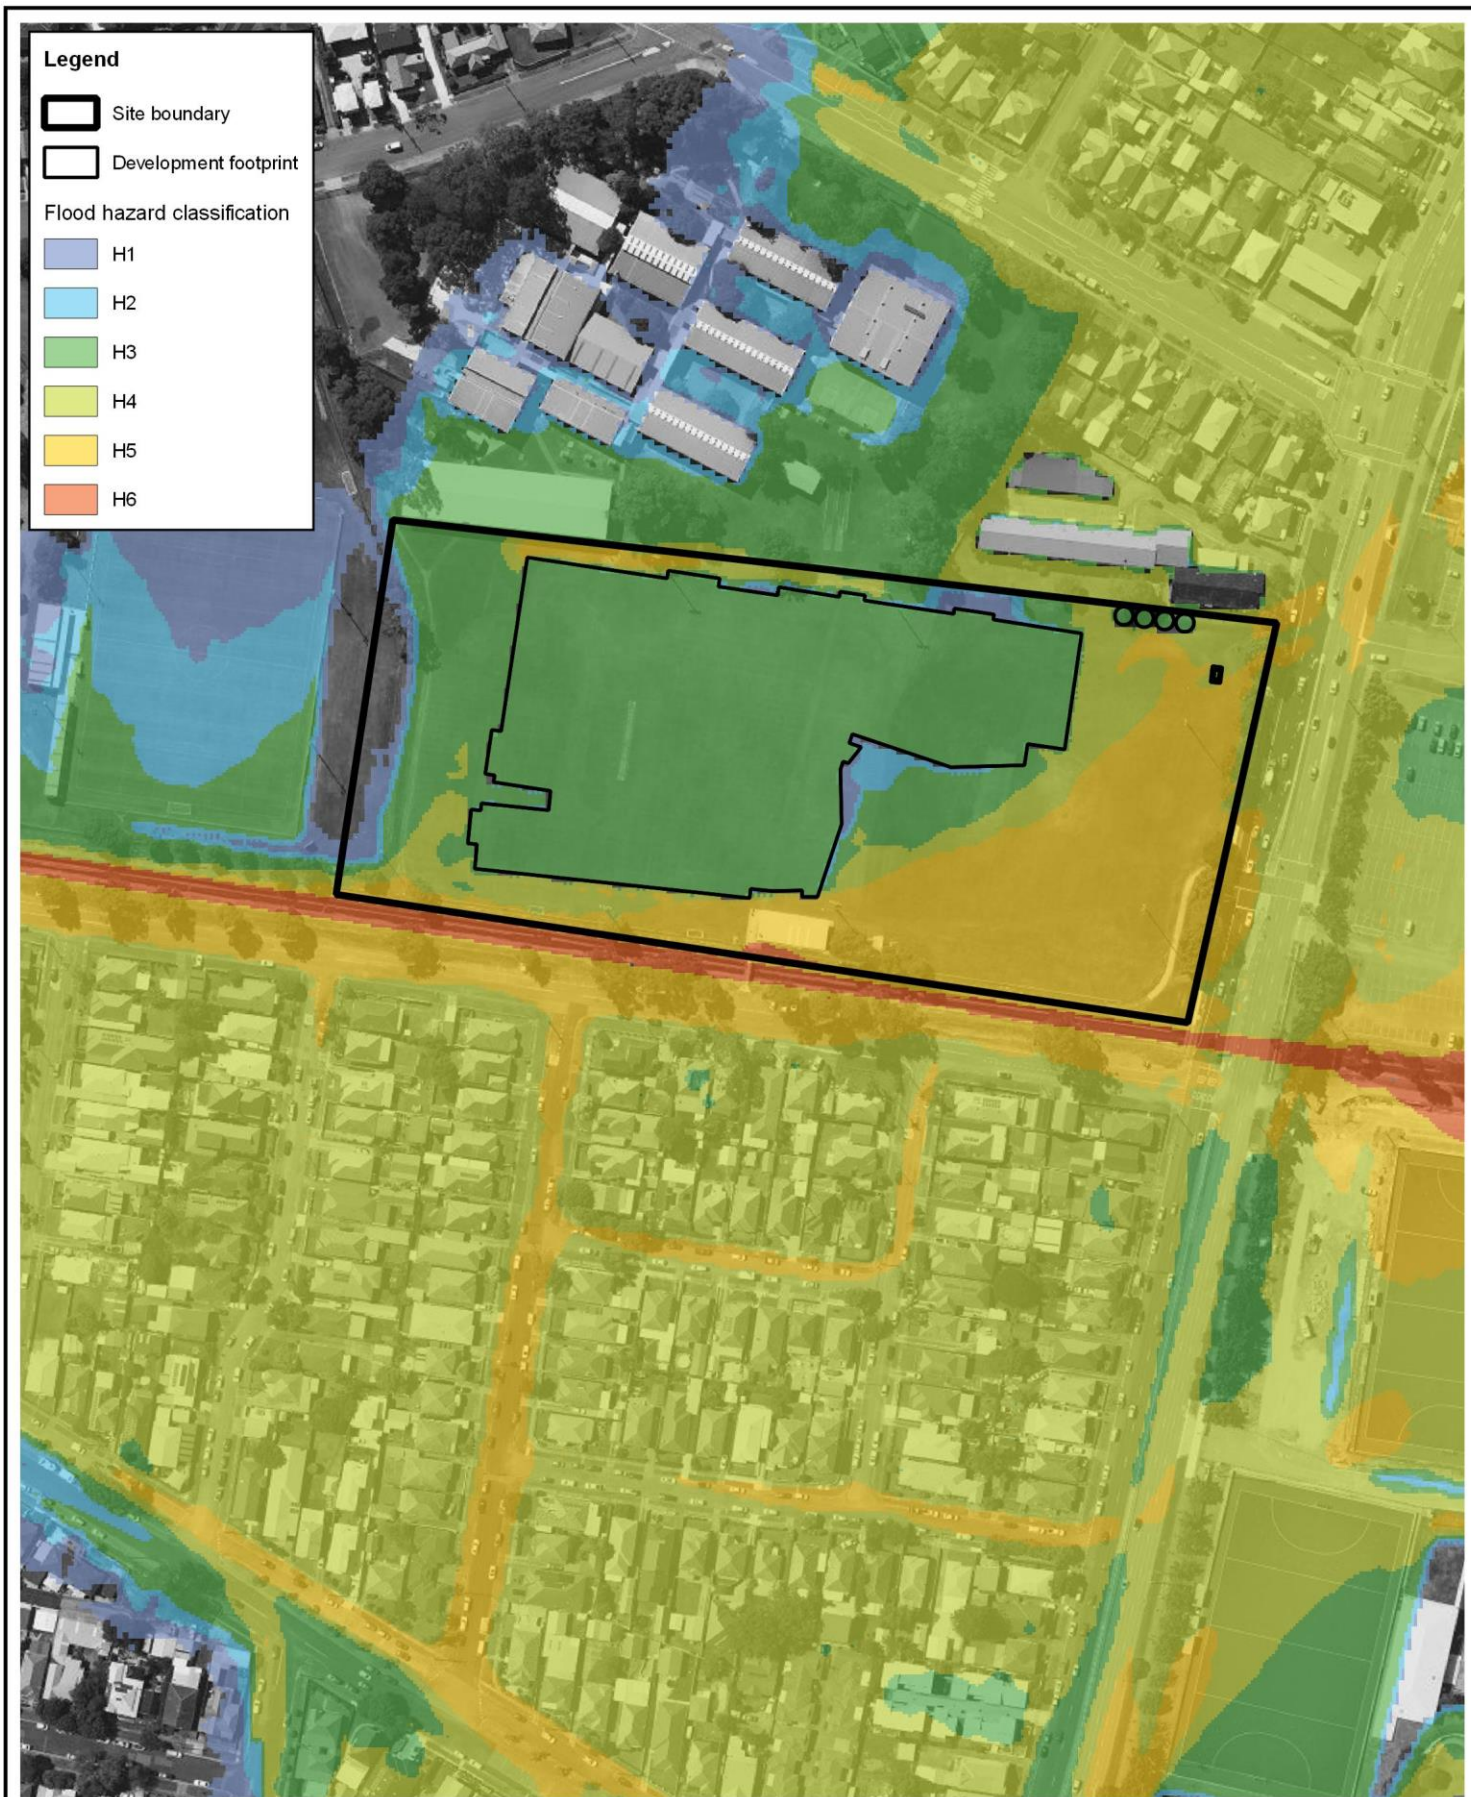 Legend
Site boundary
Development footprint
Flood hazard classification
H1
H2
H3
H4
H5
H6